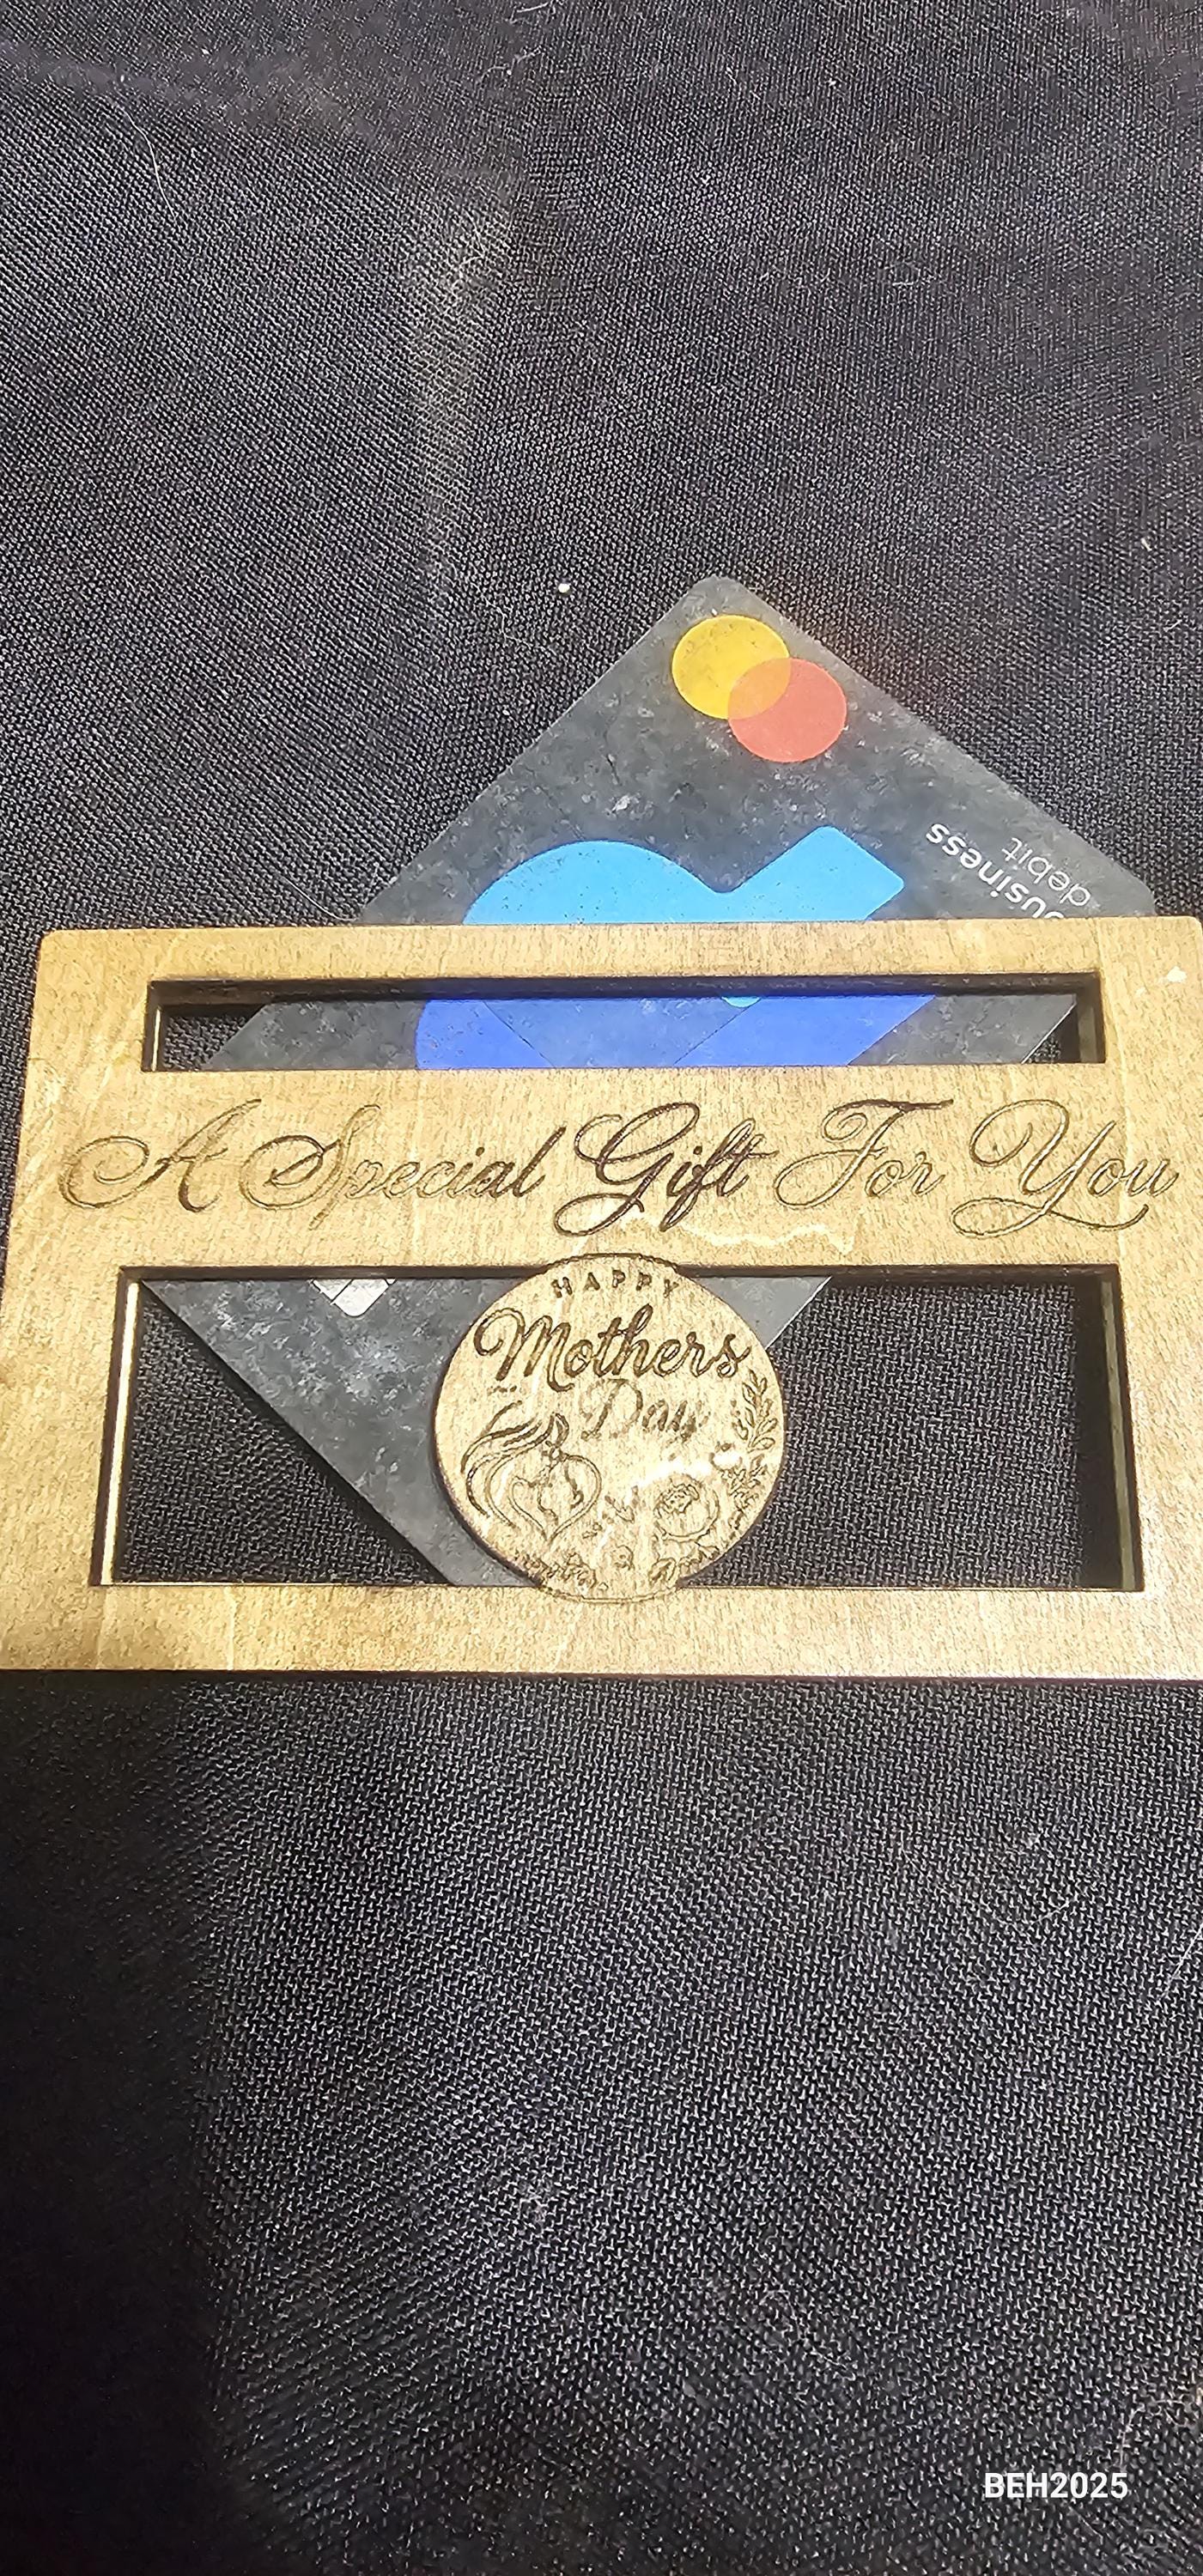 business
debit
A Special Gift For You
HAPPY
Mothers
Day
BEH2025